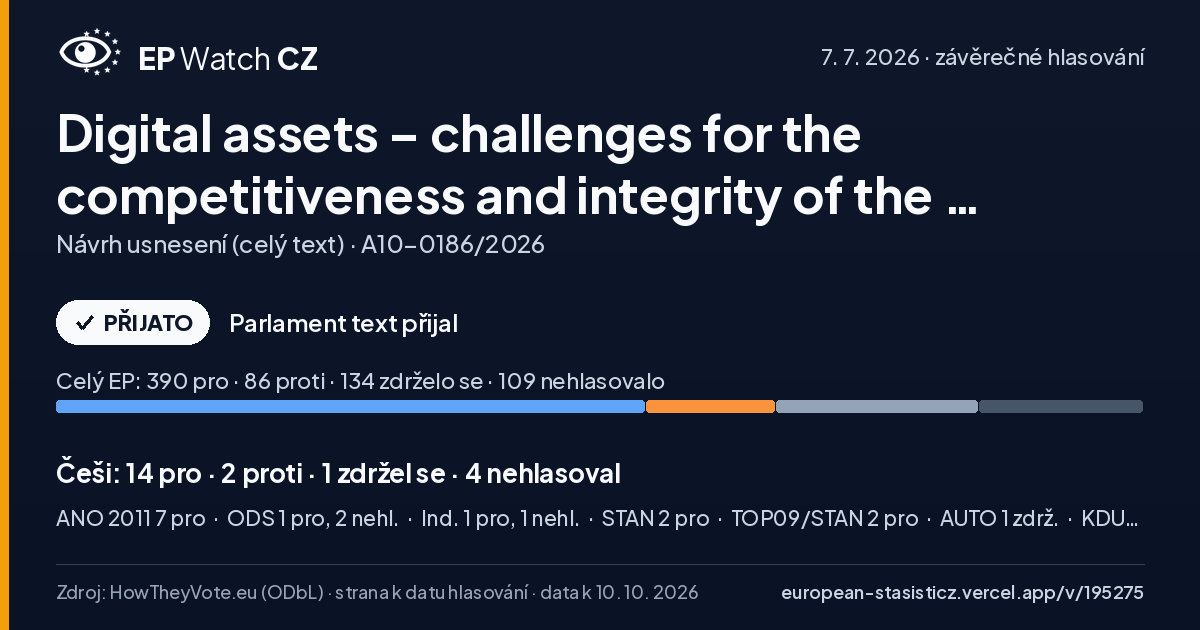 EP Watch CZ
7. 7. 2026 · závěrečné hlasování
Digital assets – challenges for the
competitiveness and integrity of the …
Návrh usnesení (celý text) · A10-0186/2026
✓ PŘIJATO
Parlament text přijal
Celý EP: 390 pro · 86 proti · 134 zdrželo se · 109 nehlasovalo
Češi: 14 pro · 2 proti · 1 zdržel se · 4 nehlasoval
ANO 2011 7 pro · ODS 1 pro, 2 nehl. · Ind. 1 pro, 1 nehl. · STAN 2 pro · TOP09/STAN 2 pro · AUTO 1 zdrž. · KDU…
Zdroj: HowTheyVote.eu (ODbL) · strana k datu hlasování · data k 10. 10. 2026
european-stasisticz.vercel.app/v/195275